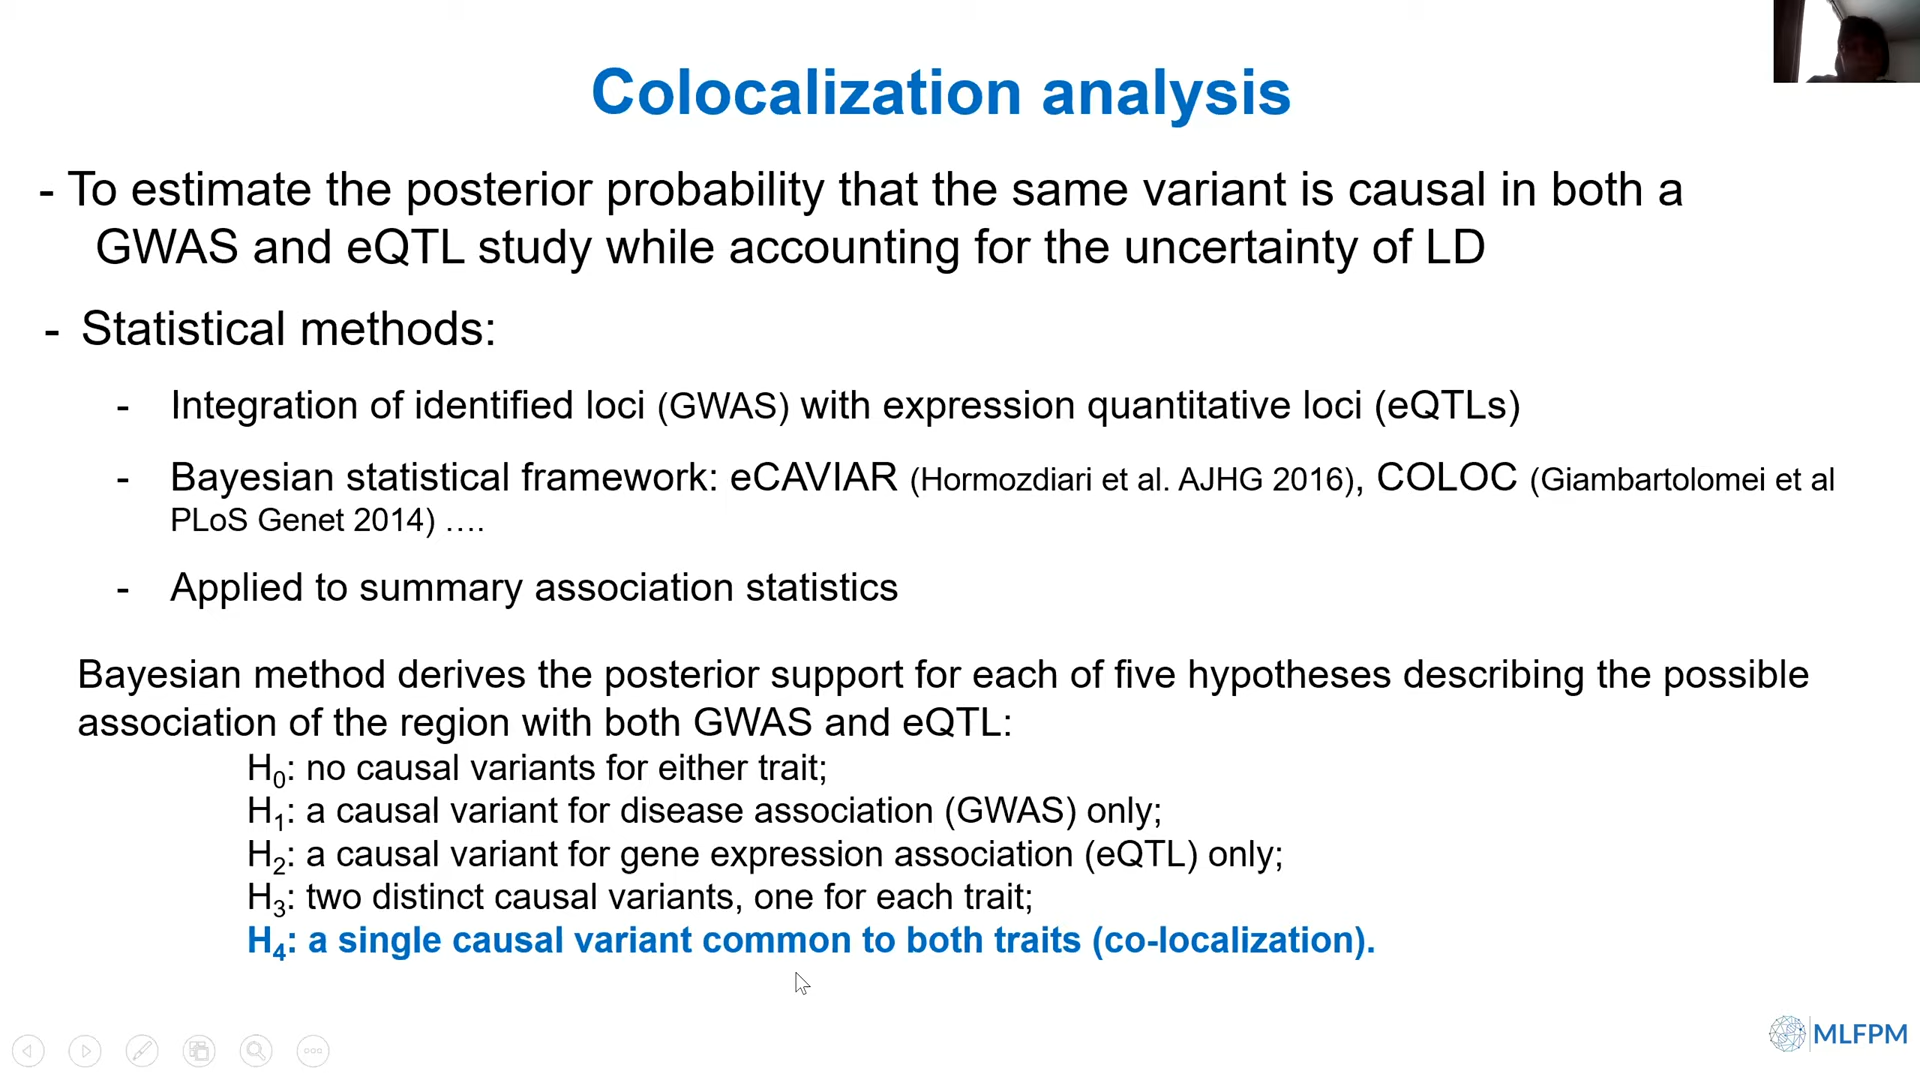 Colocalization analysis
- To estimate the posterior probability that the same variant is causal in both a
GWAS and eQTL study while accounting for the uncertainty of LD
- Statistical methods:
- Integration of identified loci (GWAS) with expression quantitative loci (eQTLs)
- Bayesian statistical framework: eCAVIAR (Hormozdiari et al. AJHG 2016), COLOC (Giambartolomei et al
PLoS Genet 2014) ….
- Applied to summary association statistics
Bayesian method derives the posterior support for each of five hypotheses describing the possible
association of the region with both GWAS and eQTL:
H₀: no causal variants for either trait;
H₁: a causal variant for disease association (GWAS) only;
H₂: a causal variant for gene expression association (eQTL) only;
H₃: two distinct causal variants, one for each trait;
H₄: a single causal variant common to both traits (co-localization).
MLFPM